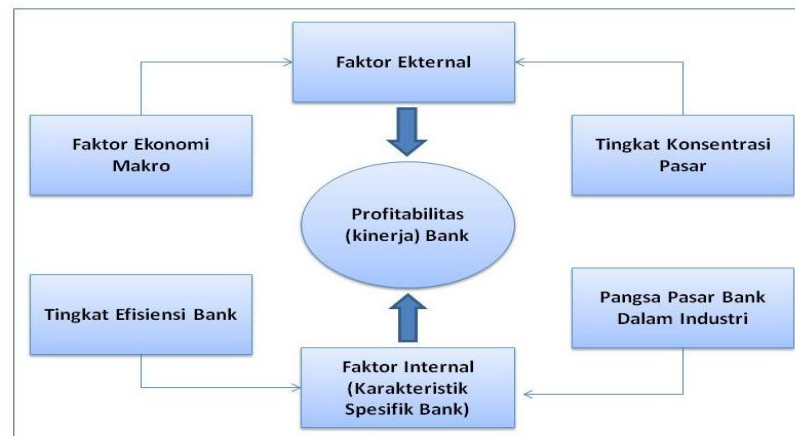 Faktor Ekternal
Faktor Ekonomi
Makro
Tingkat Konsentrasi
Pasar
Profitabilitas
(kinerja) Bank
Tingkat Efisiensi Bank
Pangsa Pasar Bank
Dalam Industri
Faktor Internal
(Karakteristik
Spesifik Bank)